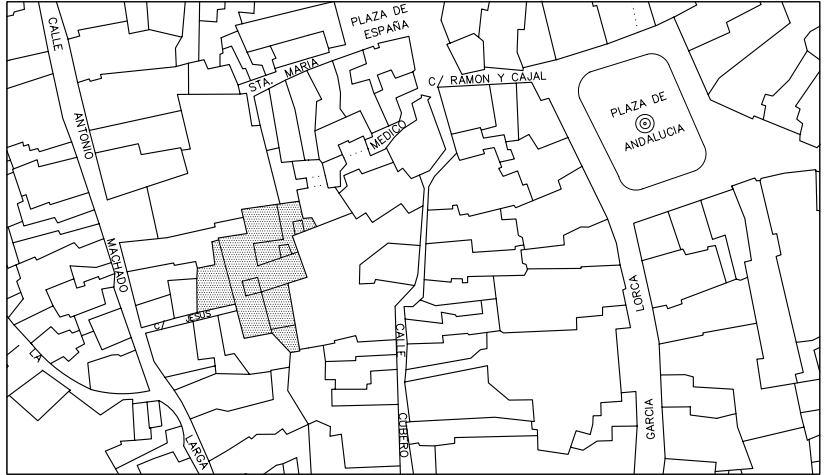 PLAZA DE
ESPAÑA
CALLE
ANTONIO
MACHADO
STA. MARIA
C/ RAMON Y CAJAL
MEDICO
PLAZA DE
ANDALUCIA
C/ JESUS
LA
LARGA
CALLE
CUBERO
LORCA
GARCIA